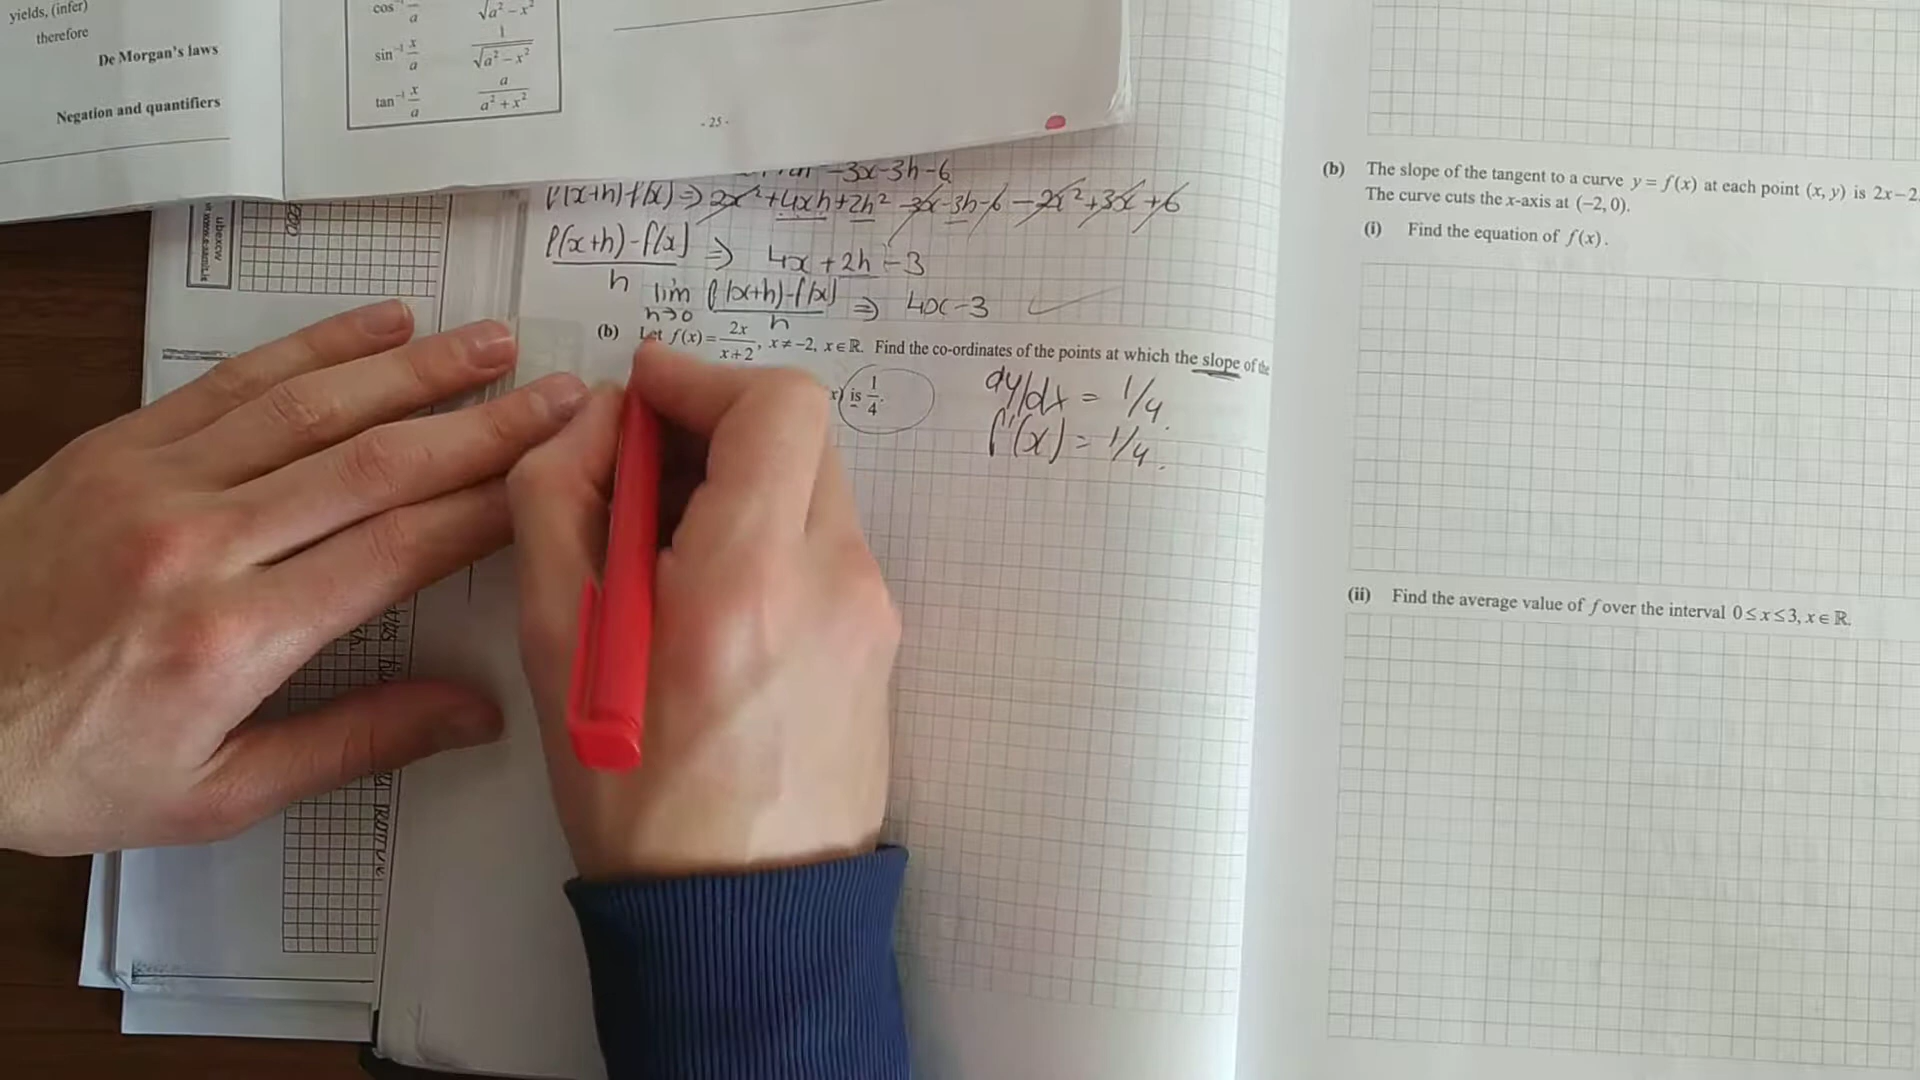 yields, (infer)
therefore
De Morgan's laws
Negation and quantifiers
cos⁻¹ x/a
√a² − x²
sin⁻¹ x/a
1/√a² − x²
tan⁻¹ x/a
a/a² + x²
- 25 -
−3x−3h−6
f(x+h)−f(x) ⇒ 2x²+4xh+2h²−3x−3h−6−2x²+3x+6
f(x+h)−f(x)/h ⇒ 4x+2h−3
lim h→0 f(x+h)−f(x)/h ⇒ 4x−3
(b) Let f(x) = 2x/x+2, x ≠ −2, x ∈ ℝ. Find the co-ordinates of the points at which the slope of the
x) is 1/4.
dy/dx = 1/4.
f'(x) = 1/4.
(b) The slope of the tangent to a curve y = f(x) at each point (x, y) is 2x − 2.
The curve cuts the x-axis at (−2, 0).
(i) Find the equation of f(x).
(ii) Find the average value of f over the interval 0 ≤ x ≤ 3, x ∈ ℝ.